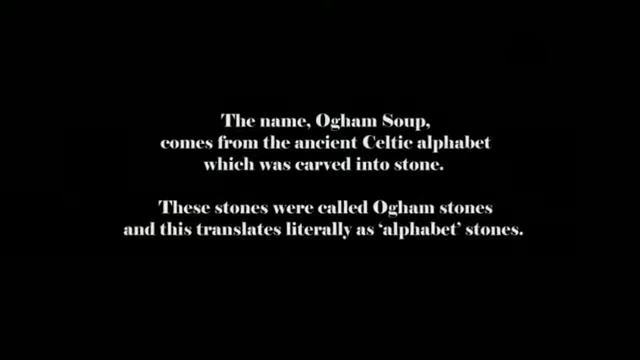 The name, Ogham Soup,
comes from the ancient Celtic alphabet
which was carved into stone.
These stones were called Ogham stones
and this translates literally as ‘alphabet’ stones.